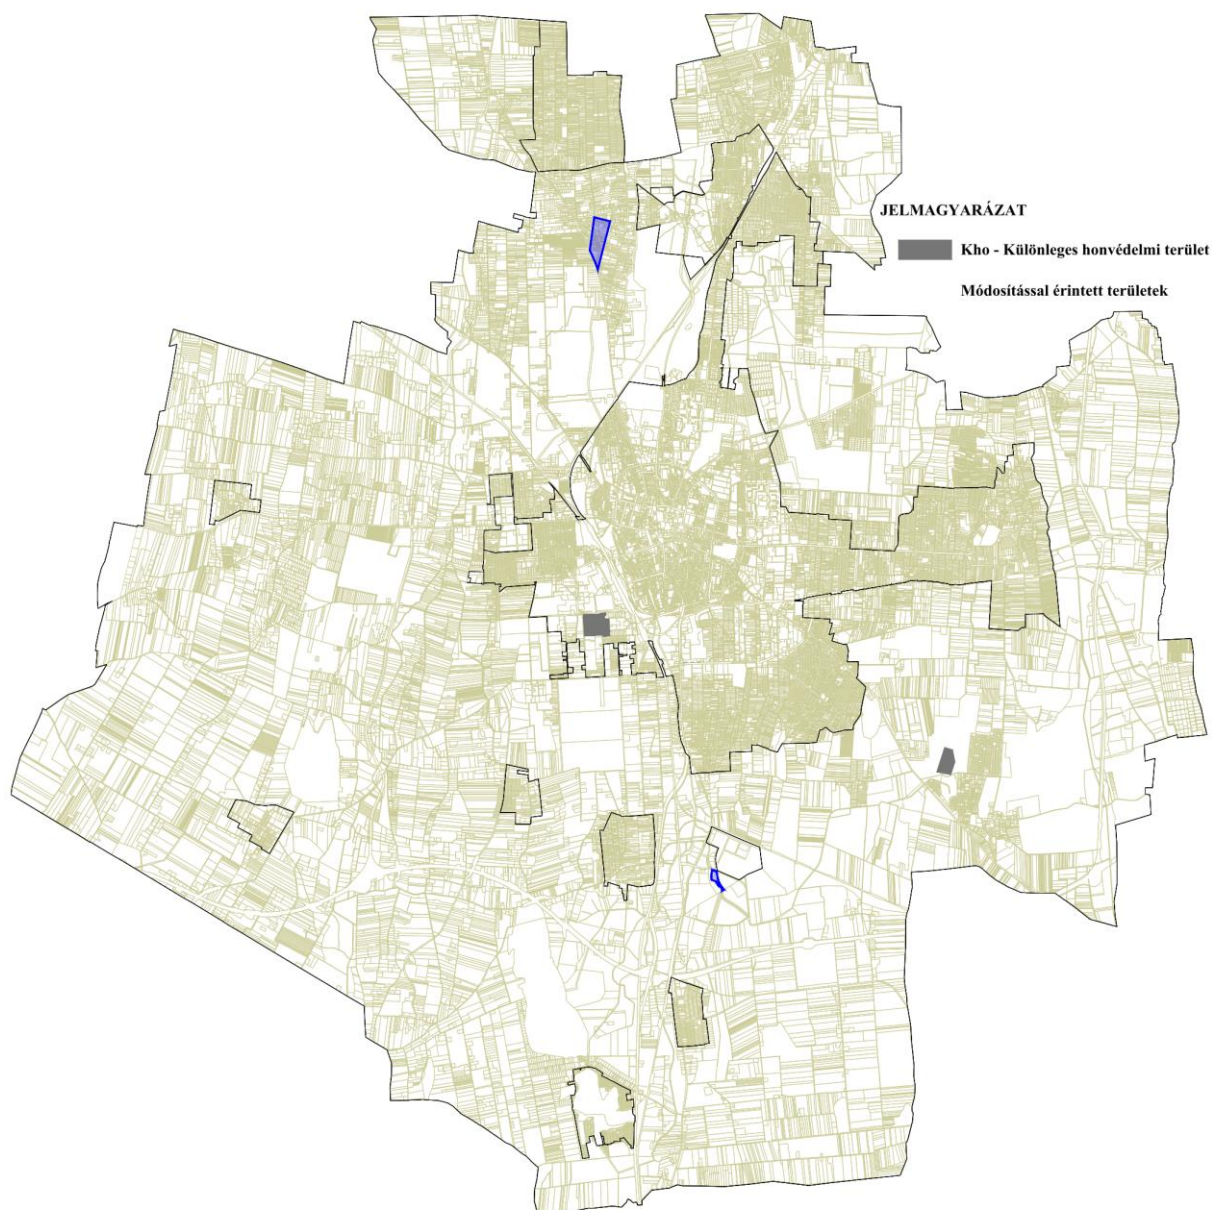 JELMAGYARÁZAT
Kho - Különleges honvédelmi terület
Módosítással érintett területek